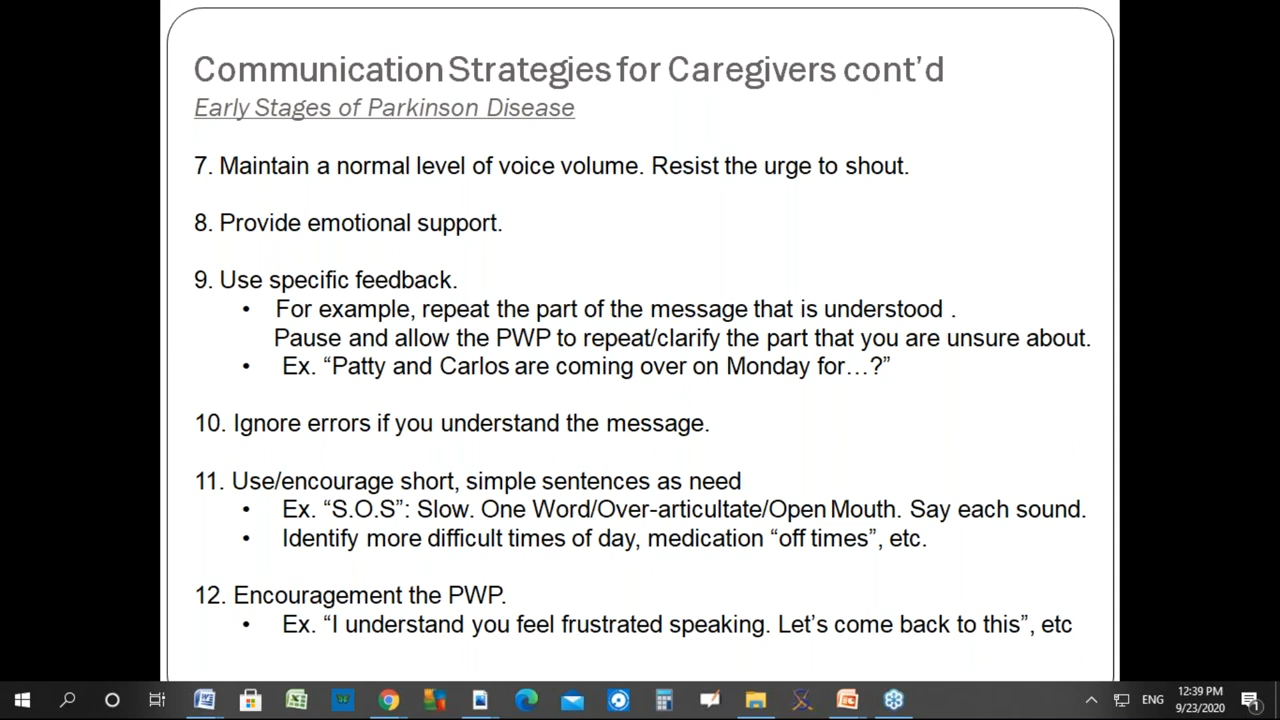 Communication Strategies for Caregivers cont’d
Early Stages of Parkinson Disease
7. Maintain a normal level of voice volume. Resist the urge to shout.
8. Provide emotional support.
9. Use specific feedback.
• For example, repeat the part of the message that is understood .
Pause and allow the PWP to repeat/clarify the part that you are unsure about.
• Ex. “Patty and Carlos are coming over on Monday for…?”
10. Ignore errors if you understand the message.
11. Use/encourage short, simple sentences as need
• Ex. “S.O.S”: Slow. One Word/Over-articultate/Open Mouth. Say each sound.
• Identify more difficult times of day, medication “off times”, etc.
12. Encouragement the PWP.
• Ex. “I understand you feel frustrated speaking. Let’s come back to this”, etc
ENG
12:39 PM
9/23/2020
1